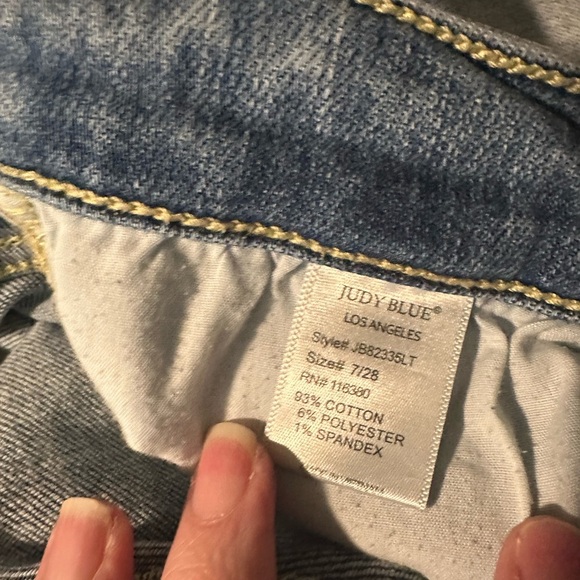 JUDY BLUE®
LOS ANGELES
Style# JB82335LT
Size# 7/28
RN# 116380
93% COTTON
6% POLYESTER
1% SPANDEX